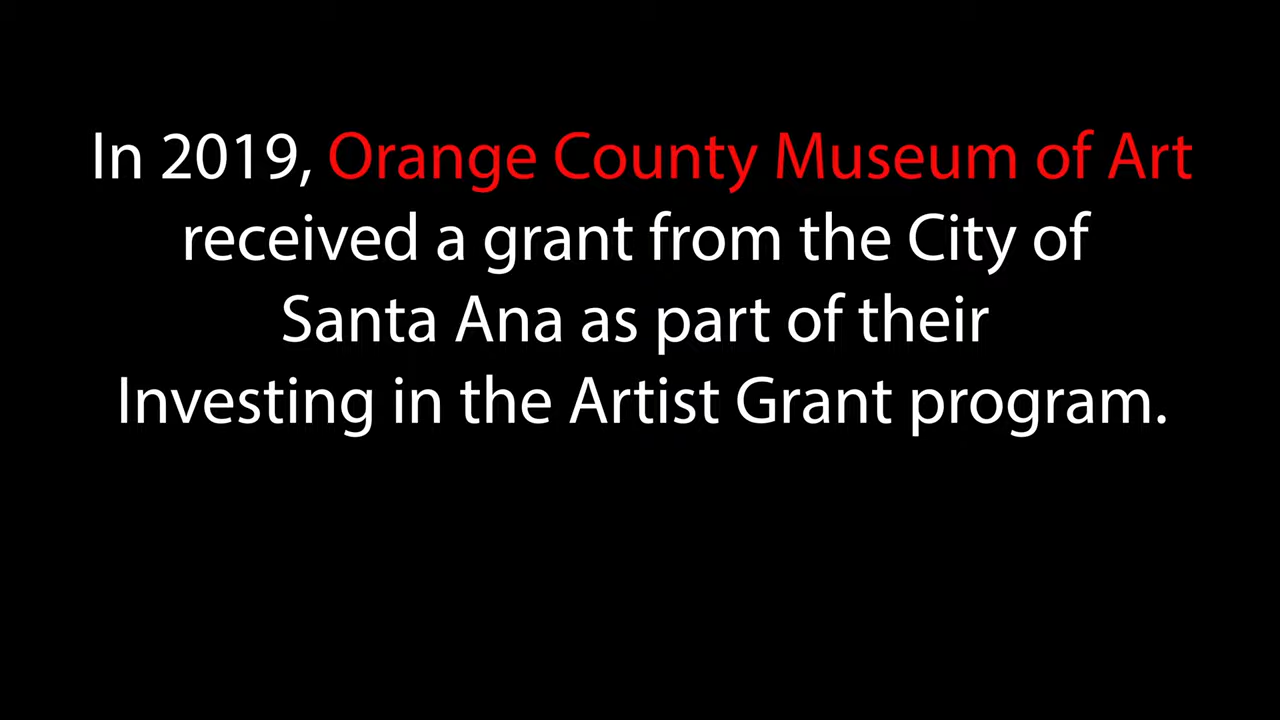 In 2019, Orange County Museum of Art
received a grant from the City of
Santa Ana as part of their
Investing in the Artist Grant program.